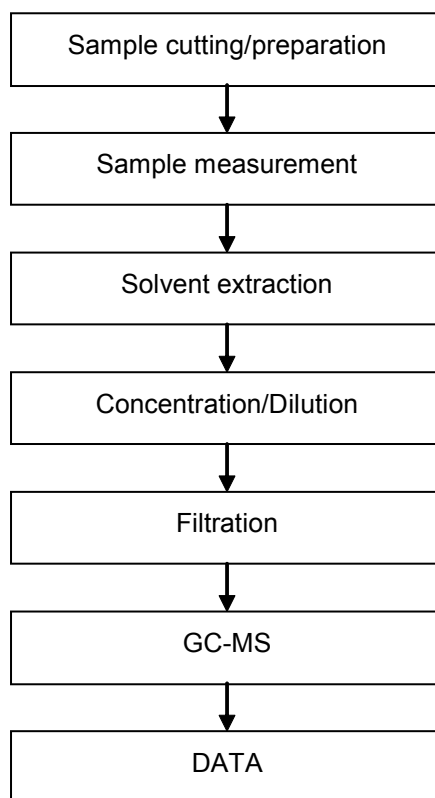 Sample cutting/preparation
Sample measurement
Solvent extraction
Concentration/Dilution
Filtration
GC-MS
DATA